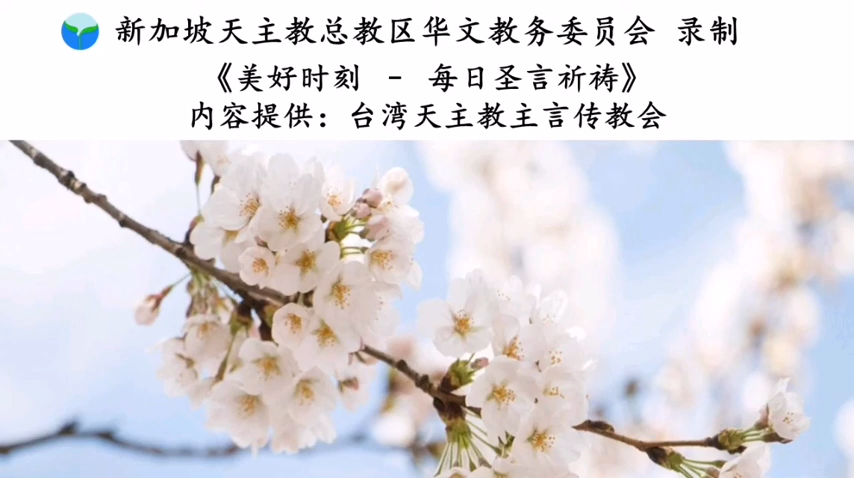 新加坡天主教总教区华文教务委员会 录制
《美好时刻 - 每日圣言祈祷》
内容提供：台湾天主教主言传教会